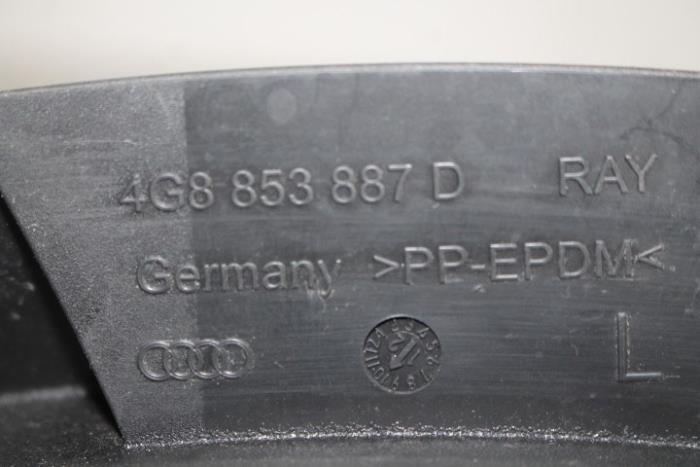 4G8 853 887 D RAY
Germany >PP-EPDM<
L